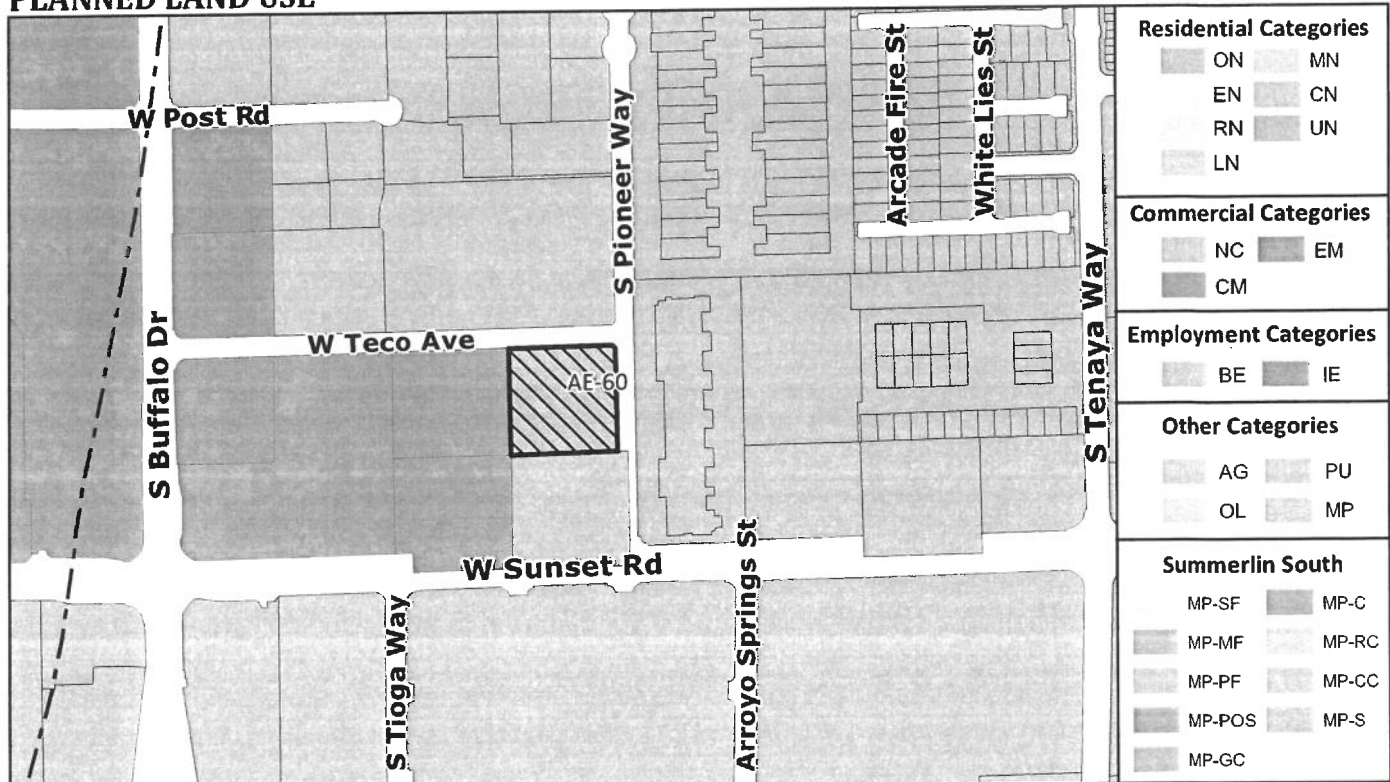 PLANNED LAND USE
W Post Rd
S Pioneer Way
Arcade Fire St
White Lies St
S Buffalo Dr
W Teco Ave
AE-60
S Tenaya Way
W Sunset Rd
S Tioga Way
Arroyo Springs St
Residential Categories
ON MN
EN CN
RN UN
LN
Commercial Categories
NC EM
CM
Employment Categories
BE IE
Other Categories
AG PU
OL MP
Summerlin South
MP-SF MP-C
MP-MF MP-RC
MP-PF MP-CC
MP-POS MP-S
MP-GC